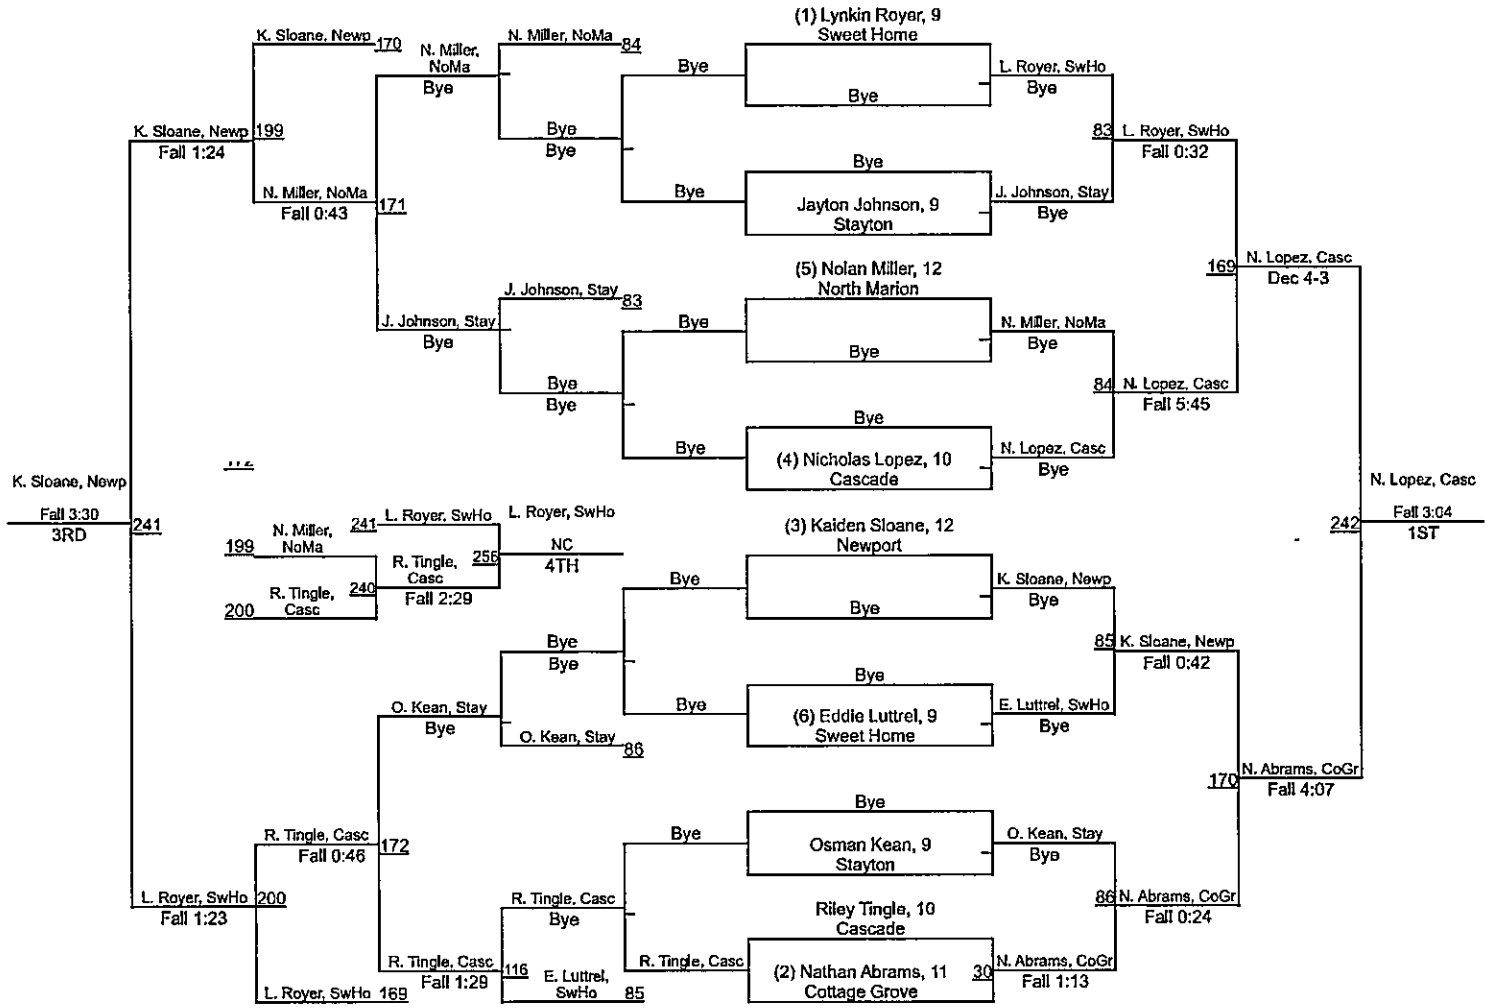 (1) Lynkin Royer, 9
Sweet Home
K. Sloane, Newp 170
N. Miller, NoMa
Bye
N. Miller, NoMa 84
Bye
Bye
L. Royer, SwHo
Bye
K. Sloane, Newp
Fall 1:24
199
Bye
Bye
83 L. Royer, SwHo
Fall 0:32
N. Miller, NoMa
Fall 0:43
171
Bye
Bye
Jayton Johnson, 9
Stayton
J. Johnson, Stay
Bye
169 N. Lopez, Casc
Dec 4-3
(5) Nolan Miller, 12
North Marion
J. Johnson, Stay
Bye
J. Johnson, Stay 83
Bye
Bye
N. Miller, NoMa
Bye
Bye
Bye
84 N. Lopez, Casc
Fall 5:45
Bye
Bye
(4) Nicholas Lopez, 10
Cascade
N. Lopez, Casc
Bye
K. Sloane, Newp
Fall 3:30
3RD
241
N. Lopez, Casc
242 Fall 3:04
1ST
241 L. Royer, SwHo
L. Royer, SwHo
NC
4TH
199 N. Miller,
NoMa
R. Tingle,
Casc
256
Fall 2:29
240
200 R. Tingle,
Casc
(3) Kaiden Sloane, 12
Newport
Bye
Bye
K. Sloane, Newp
Bye
Bye
Bye
85 K. Sloane, Newp
Fall 0:42
O. Kean, Stay
Bye
O. Kean, Stay 86
Bye
Bye
(6) Eddie Luttrel, 9
Sweet Home
E. Luttrel, SwHo
Bye
170 N. Abrams, CoGr
Fall 4:07
R. Tingle, Casc
Fall 0:46
172
Bye
Bye
Osman Kean, 9
Stayton
O. Kean, Stay
Bye
L. Royer, SwHo
Fall 1:23
200
R. Tingle, Casc
Bye
86 N. Abrams, CoGr
Fall 0:24
Riley Tingle, 10
Cascade
R. Tingle, Casc
Fall 1:29
116
E. Luttrel,
SwHo 85
R. Tingle, Casc
(2) Nathan Abrams, 11
Cottage Grove
30 N. Abrams, CoGr
Fall 1:13
L. Royer, SwHo 169